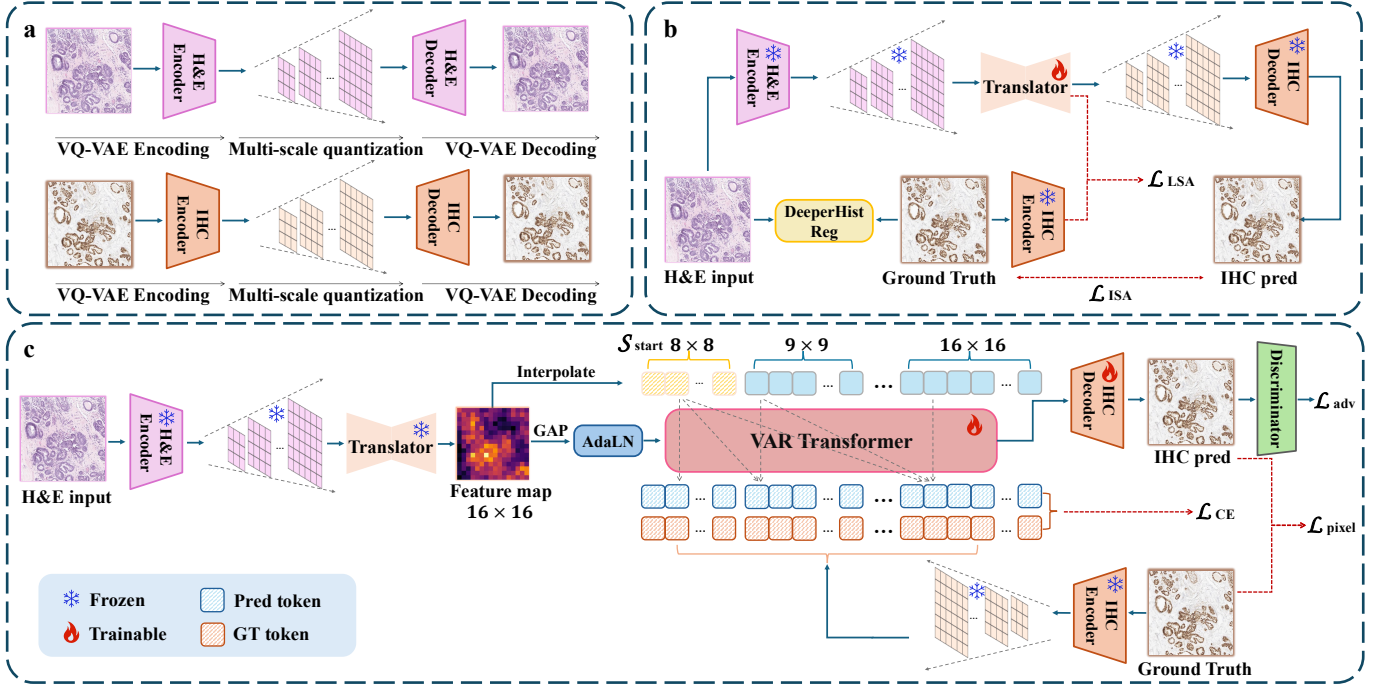 a
H&E Encoder
...
H&E Decoder
VQ-VAE Encoding
Multi-scale quantization
VQ-VAE Decoding
IHC Encoder
...
IHC Decoder
VQ-VAE Encoding
Multi-scale quantization
VQ-VAE Decoding
b
H&E Encoder
...
Translator
...
IHC Decoder
H&E input
DeeperHist
Reg
Ground Truth
IHC Encoder
ℒ LSA
IHC pred
ℒ ISA
c
H&E input
H&E Encoder
...
Translator
Feature map
16 × 16
Interpolate
GAP
AdaLN
𝒮 start 8 × 8
9 × 9
16 × 16
... ... ... ...
VAR Transformer
... ... ... ...
... ... ... ...
IHC Decoder
IHC pred
Discriminator
ℒ adv
ℒ CE
ℒ pixel
...
IHC Encoder
Ground Truth
Frozen
Pred token
Trainable
GT token